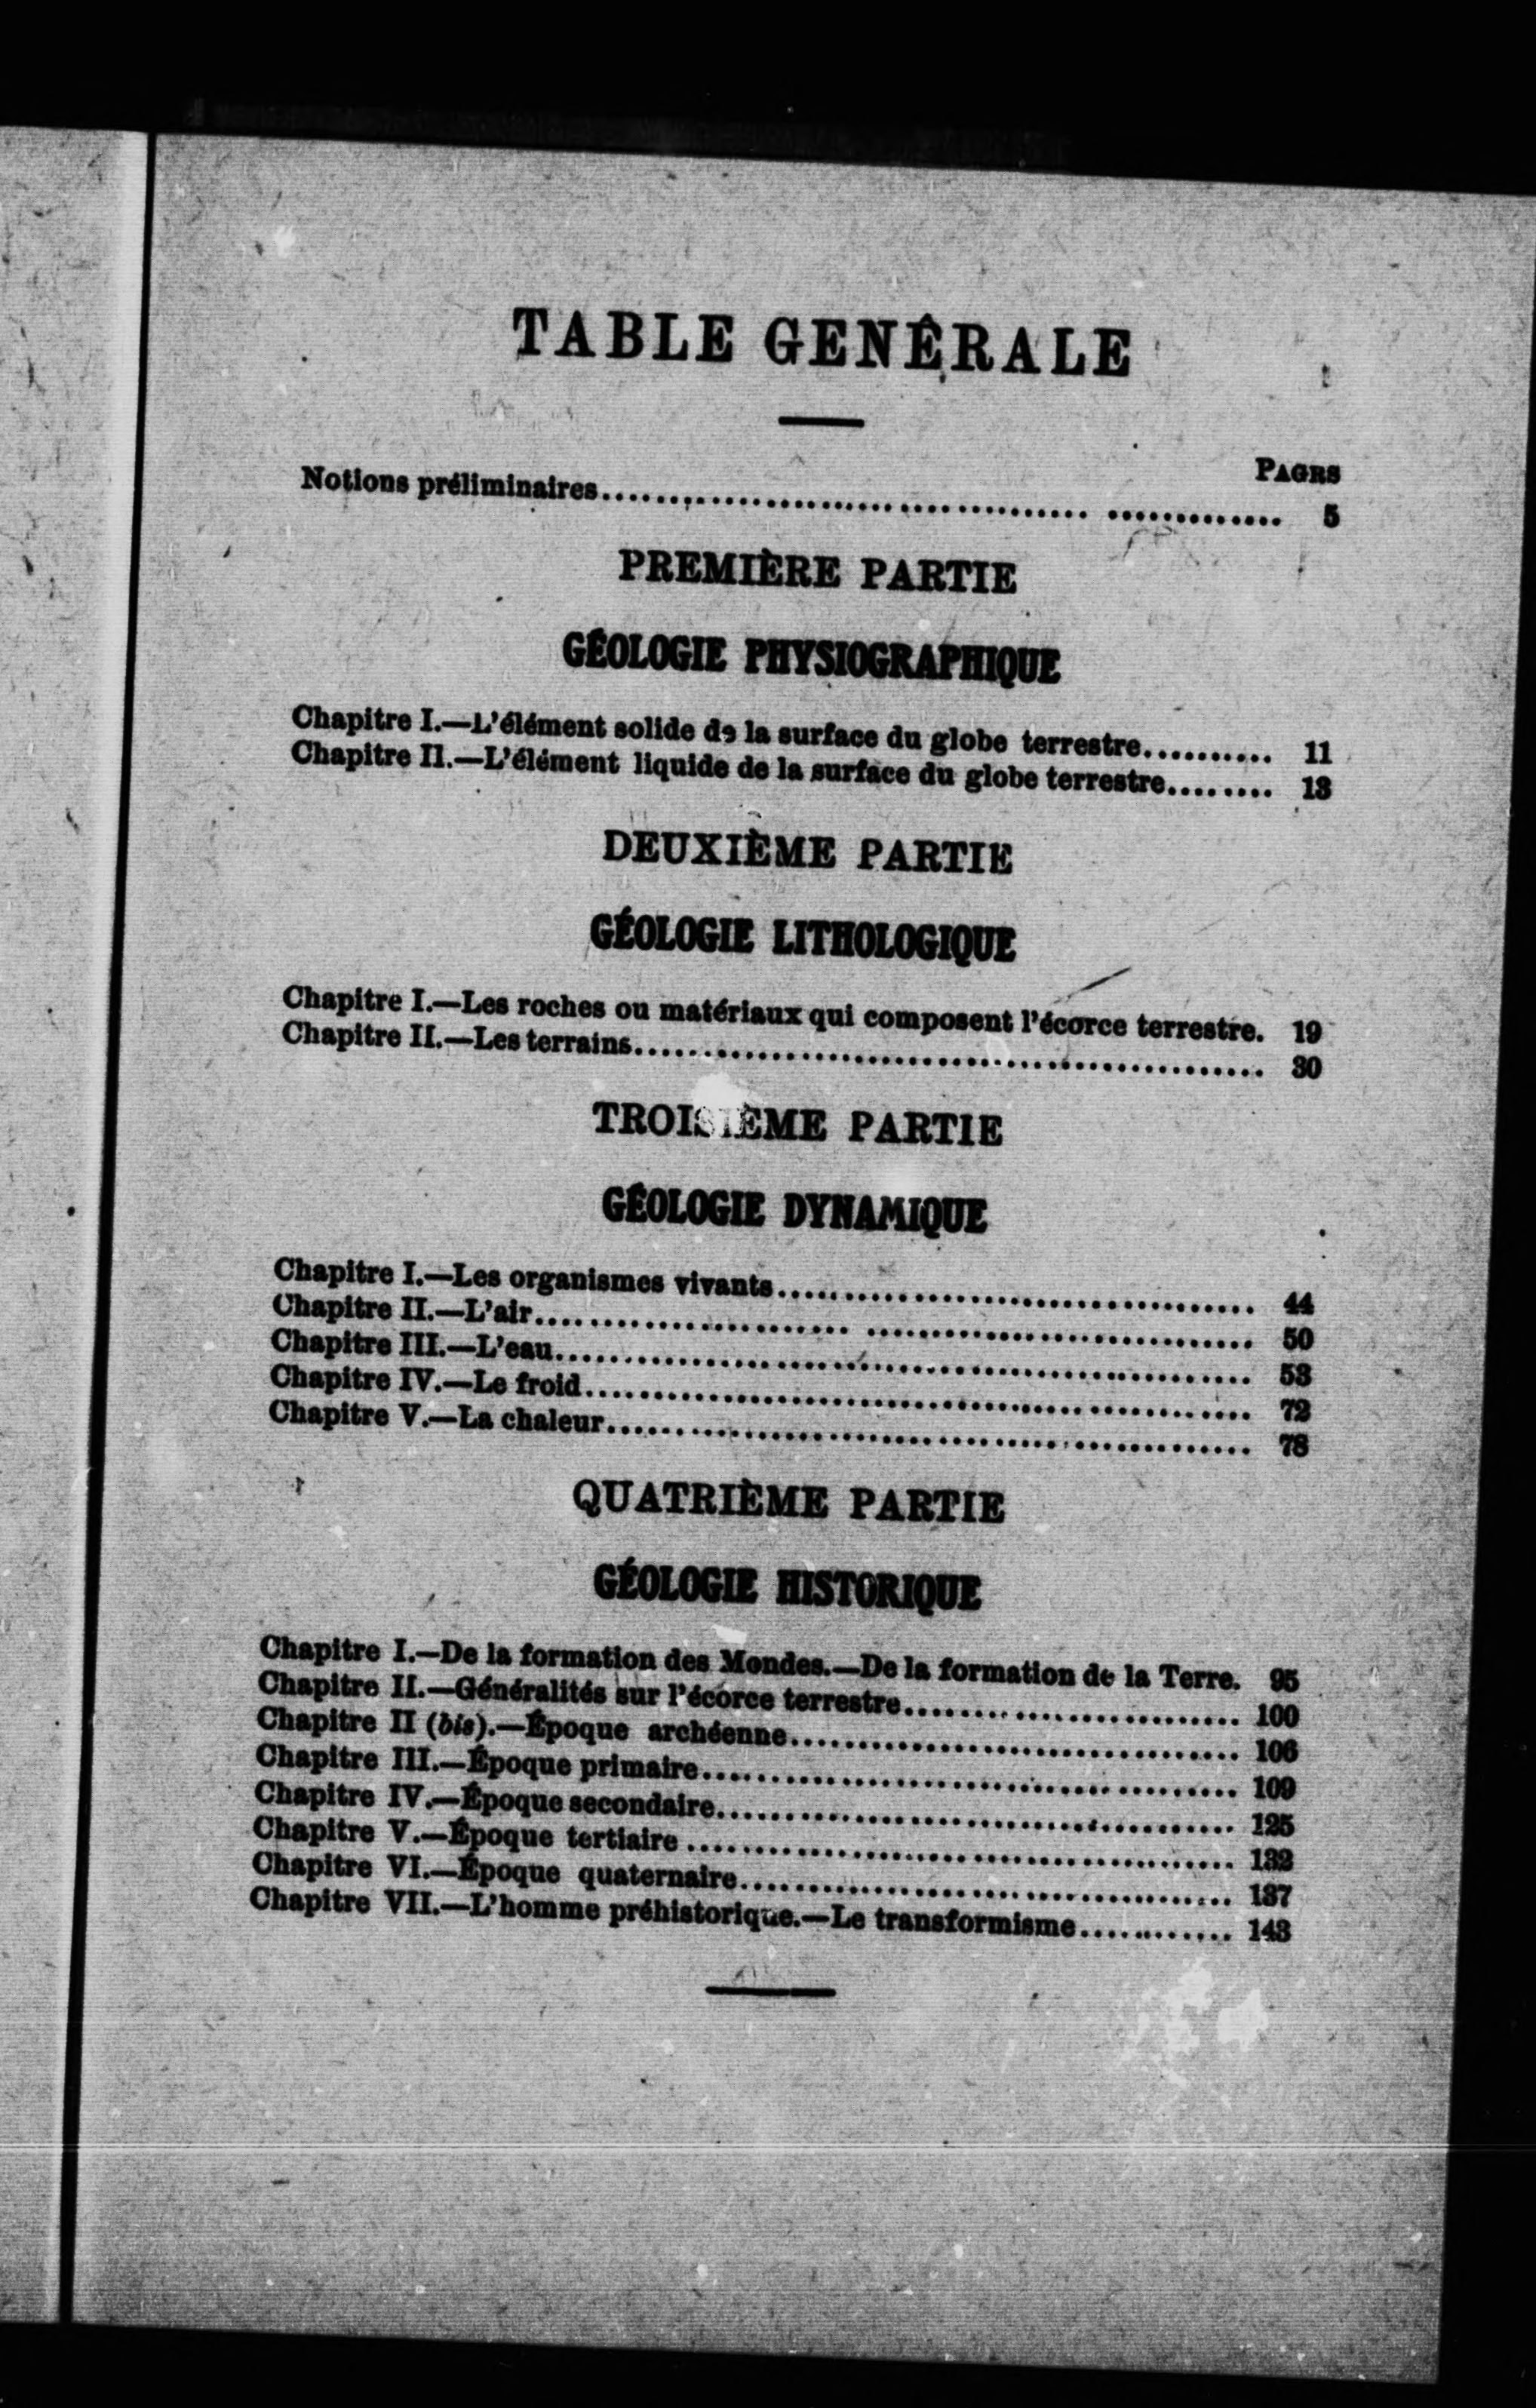 TABLE GENÊRALE
PAGES
Notions préliminaires................................................ 5
PREMIÈRE PARTIE
GÉOLOGIE PHYSIOGRAPHIQUE
Chapitre I.—L'élément solide de la surface du globe terrestre.......... 11
Chapitre II.—L'élément liquide de la surface du globe terrestre........ 13
DEUXIÈME PARTIE
GÉOLOGIE LITHOLOGIQUE
Chapitre I.—Les roches ou matériaux qui composent l'écorce terrestre. 19
Chapitre II.—Les terrains.............................................. 30
TROISIÈME PARTIE
GÉOLOGIE DYNAMIQUE
Chapitre I.—Les organismes vivants................................... 44
Chapitre II.—L'air.................................................... 50
Chapitre III.—L'eau................................................... 53
Chapitre IV.—Le froid................................................. 72
Chapitre V.—La chaleur................................................ 78
QUATRIÈME PARTIE
GÉOLOGIE HISTORIQUE
Chapitre I.—De la formation des Mondes.—De la formation de la Terre. 95
Chapitre II.—Généralités sur l'écorce terrestre......................... 100
Chapitre II (bis).—Époque archéenne................................. 106
Chapitre III.—Époque primaire....................................... 109
Chapitre IV.—Époque secondaire...................................... 125
Chapitre V.—Époque tertiaire ........................................ 132
Chapitre VI.—Époque quaternaire..................................... 137
Chapitre VII.—L'homme préhistorique.—Le transformisme............ 143